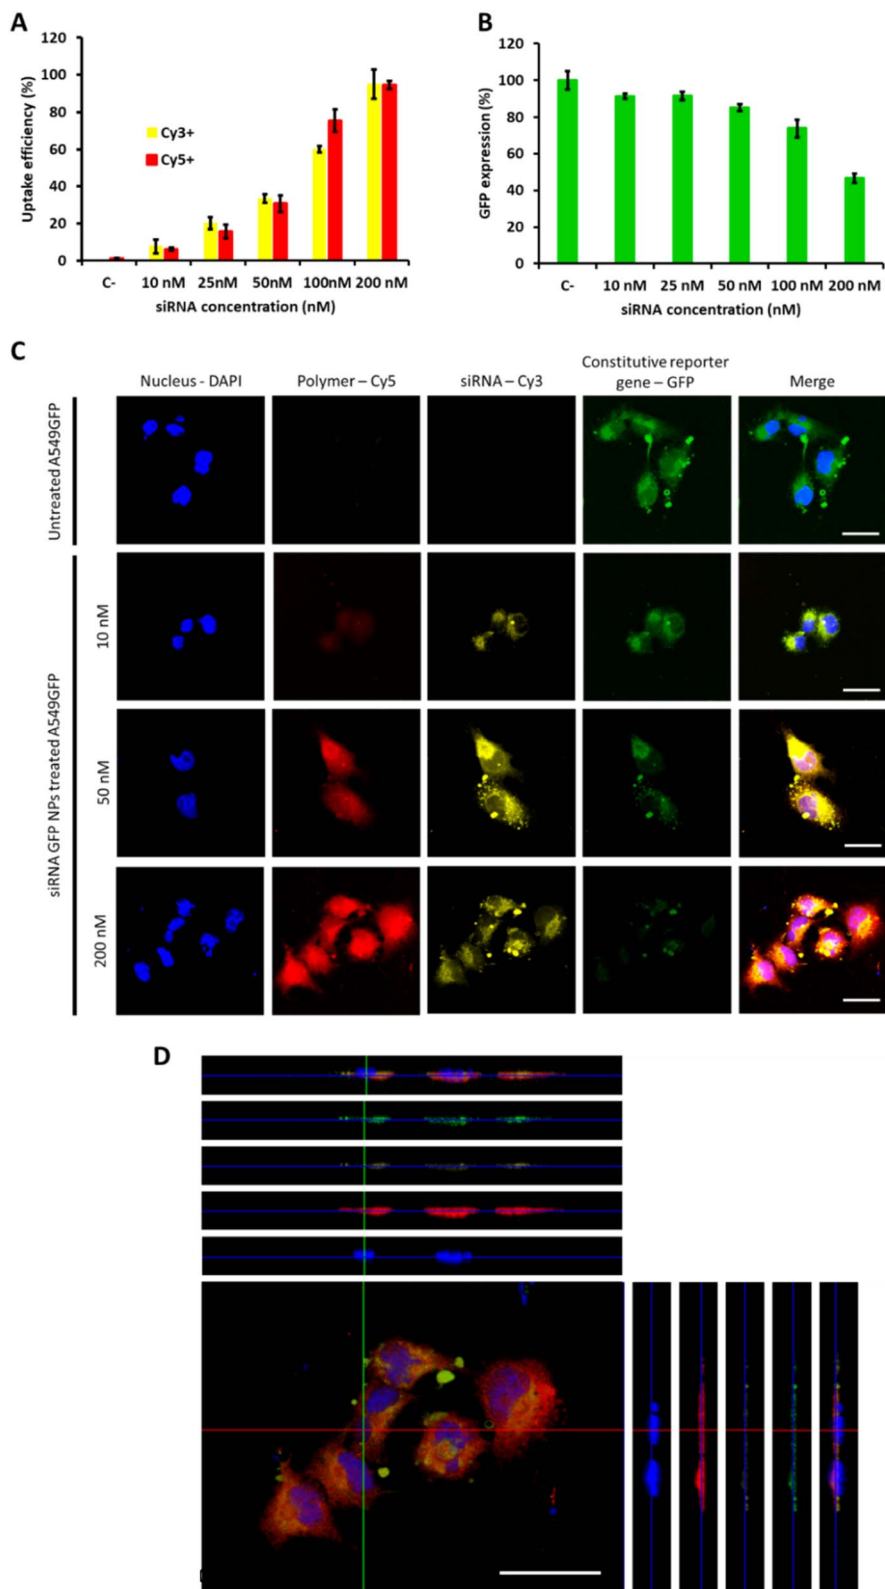 A
120
100
80
60
40
20
0
Uptake efficiency (%)
Cy3+
Cy5+
C-
10 nM
25nM
50nM
100nM
200 nM
siRNA concentration (nM)
B
120
100
80
60
40
20
0
GFP expression (%)
C-
10 nM
25 nM
50 nM
100 nM
200 nM
siRNA concentration (nM)
C
Nucleus - DAPI
Polymer – Cy5
siRNA – Cy3
Constitutive reporter
gene – GFP
Merge
Untreated A549GFP
siRNA GFP NPs treated A549GFP
10 nM
50 nM
200 nM
D